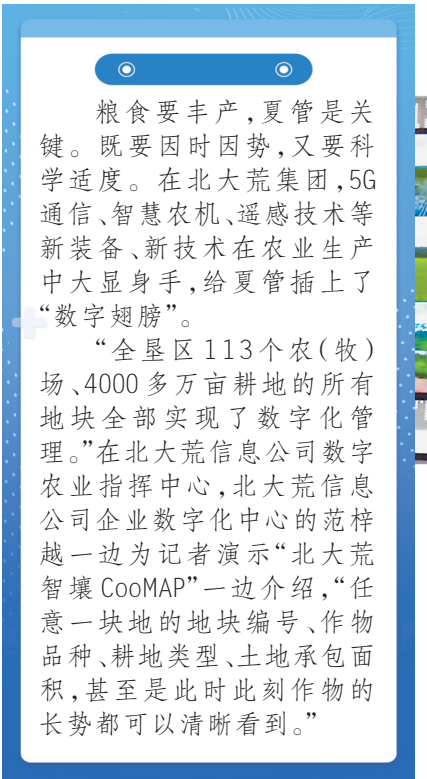 粮食要丰产,夏管是关
键。既要因时因势,又要科
学适度。在北大荒集团,5G
通信、智慧农机、遥感技术等
新装备、新技术在农业生产
中大显身手,给夏管插上了
“数字翅膀”。
“全垦区113个农(牧)
场、4000多万亩耕地的所有
地块全部实现了数字化管
理。”在北大荒信息公司数字
农业指挥中心,北大荒信息
公司企业数字化中心的范梓
越一边为记者演示“北大荒
智壤CooMAP”一边介绍,“任
意一块地的地块编号、作物
品种、耕地类型、土地承包面
积,甚至是此时此刻作物的
长势都可以清晰看到。”